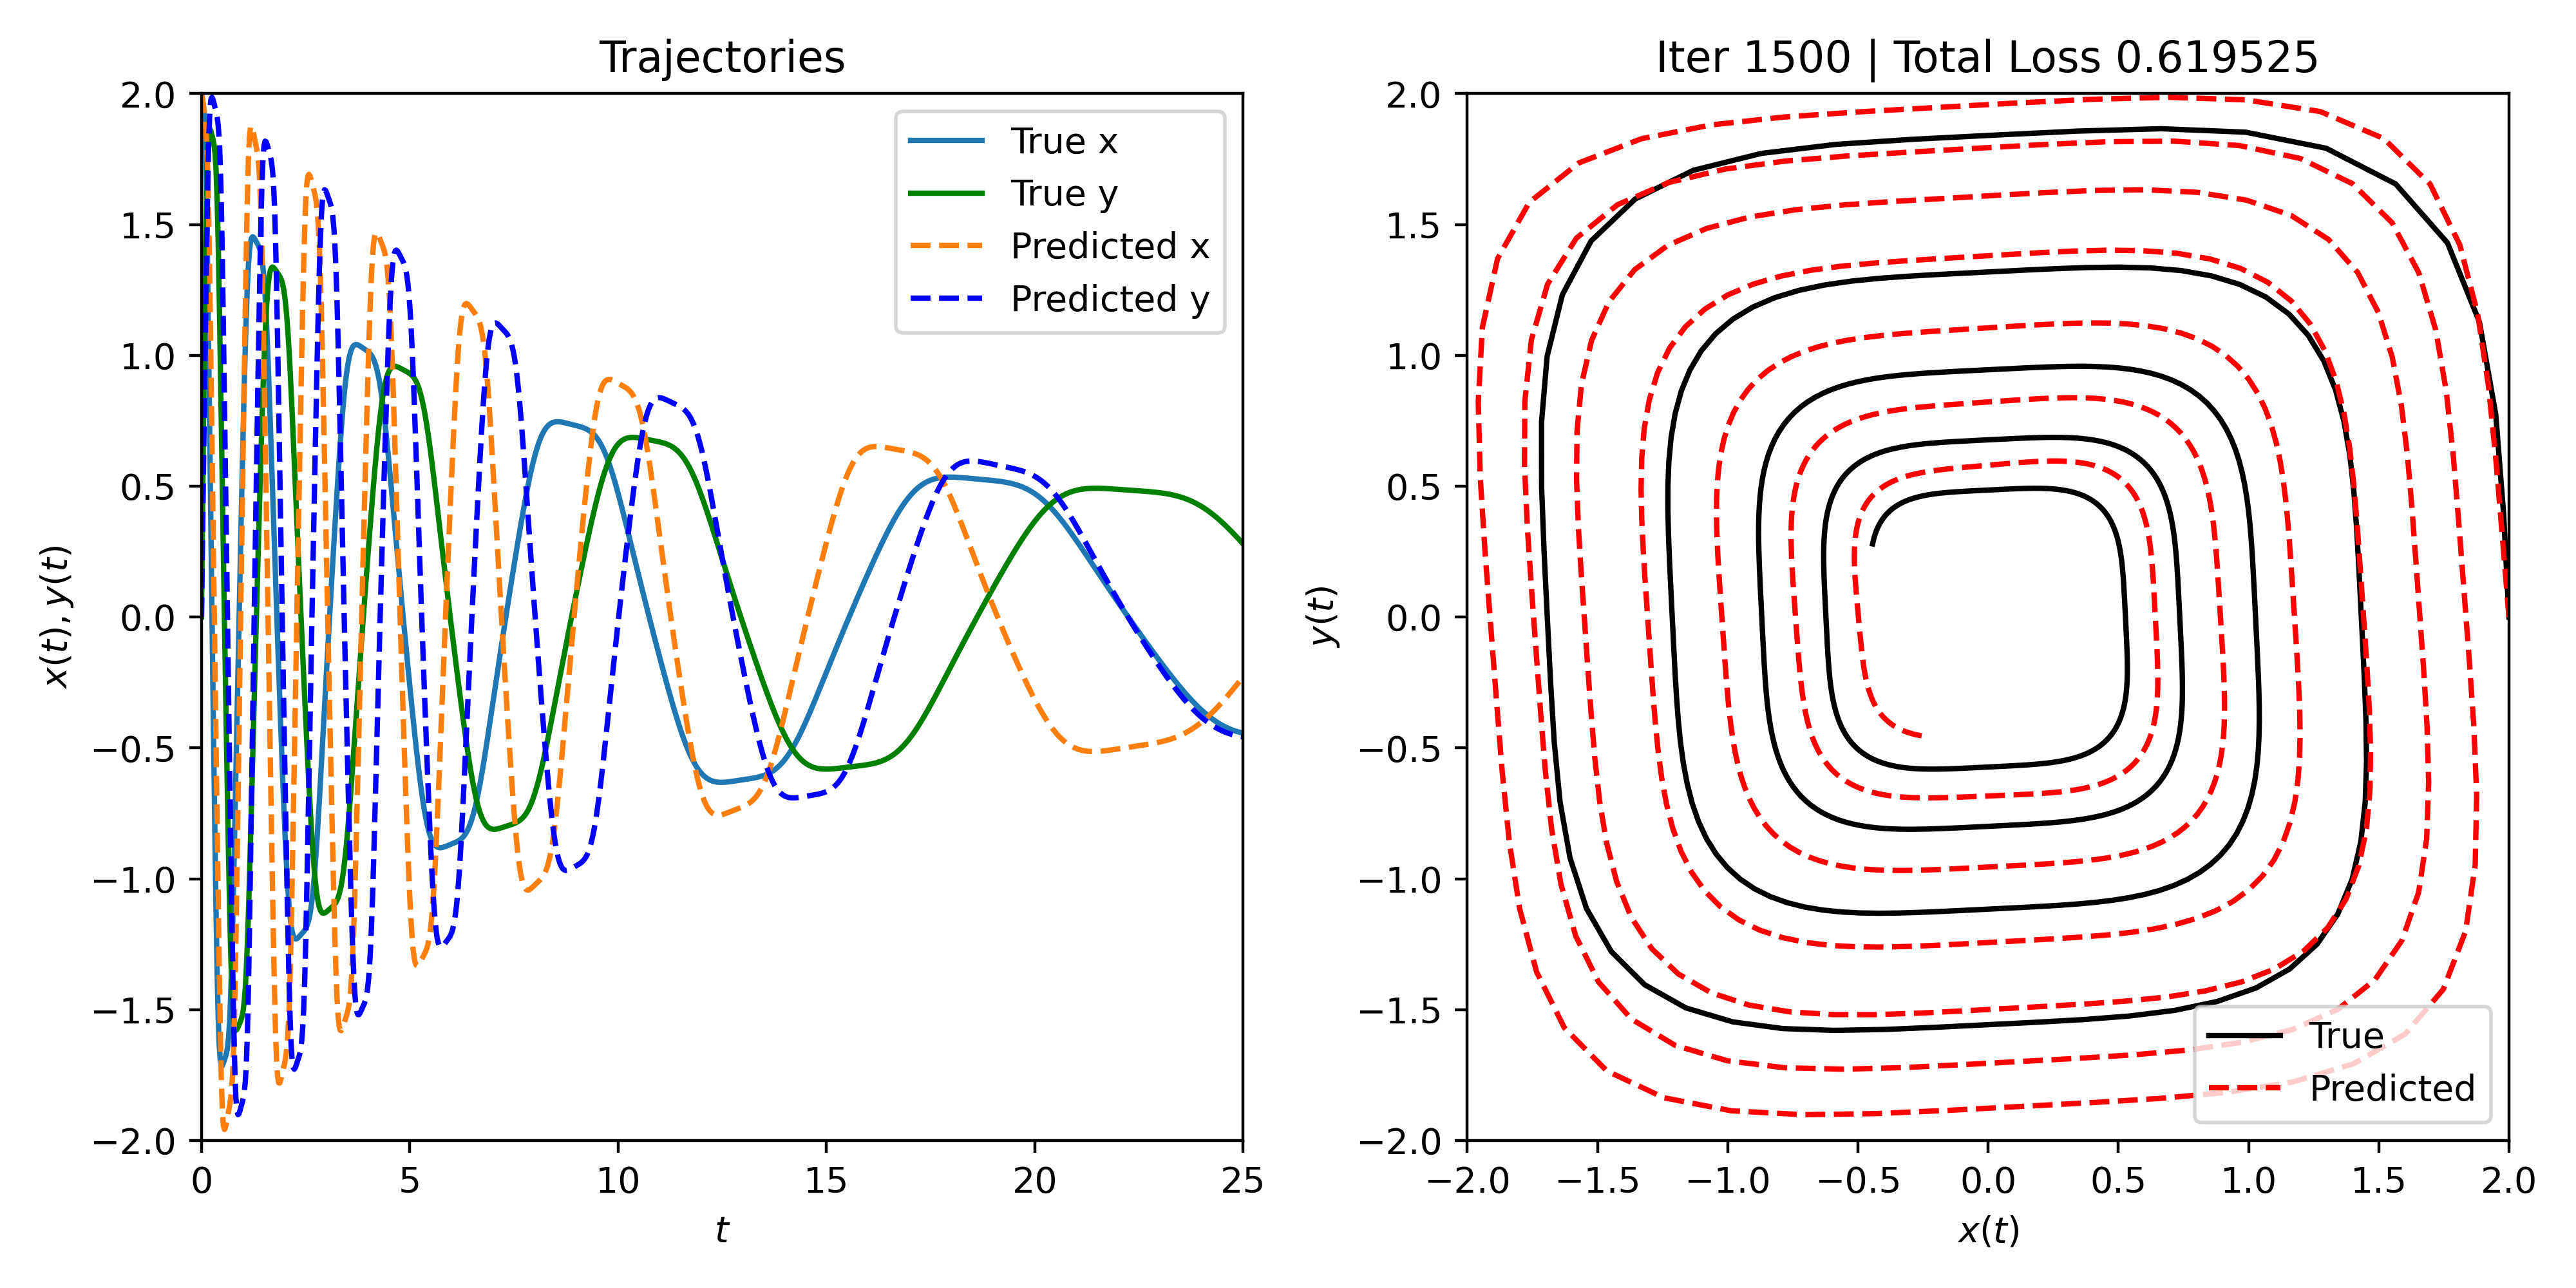 Trajectories
2.0
1.5
1.0
0.5
0.0
−0.5
−1.0
−1.5
−2.0
x(t), y(t)
0 5 10 15 20 25
t
True x
True y
Predicted x
Predicted y
Iter 1500 | Total Loss 0.619525
2.0
1.5
1.0
0.5
0.0
−0.5
−1.0
−1.5
−2.0
y(t)
−2.0 −1.5 −1.0 −0.5 0.0 0.5 1.0 1.5 2.0
x(t)
True
Predicted